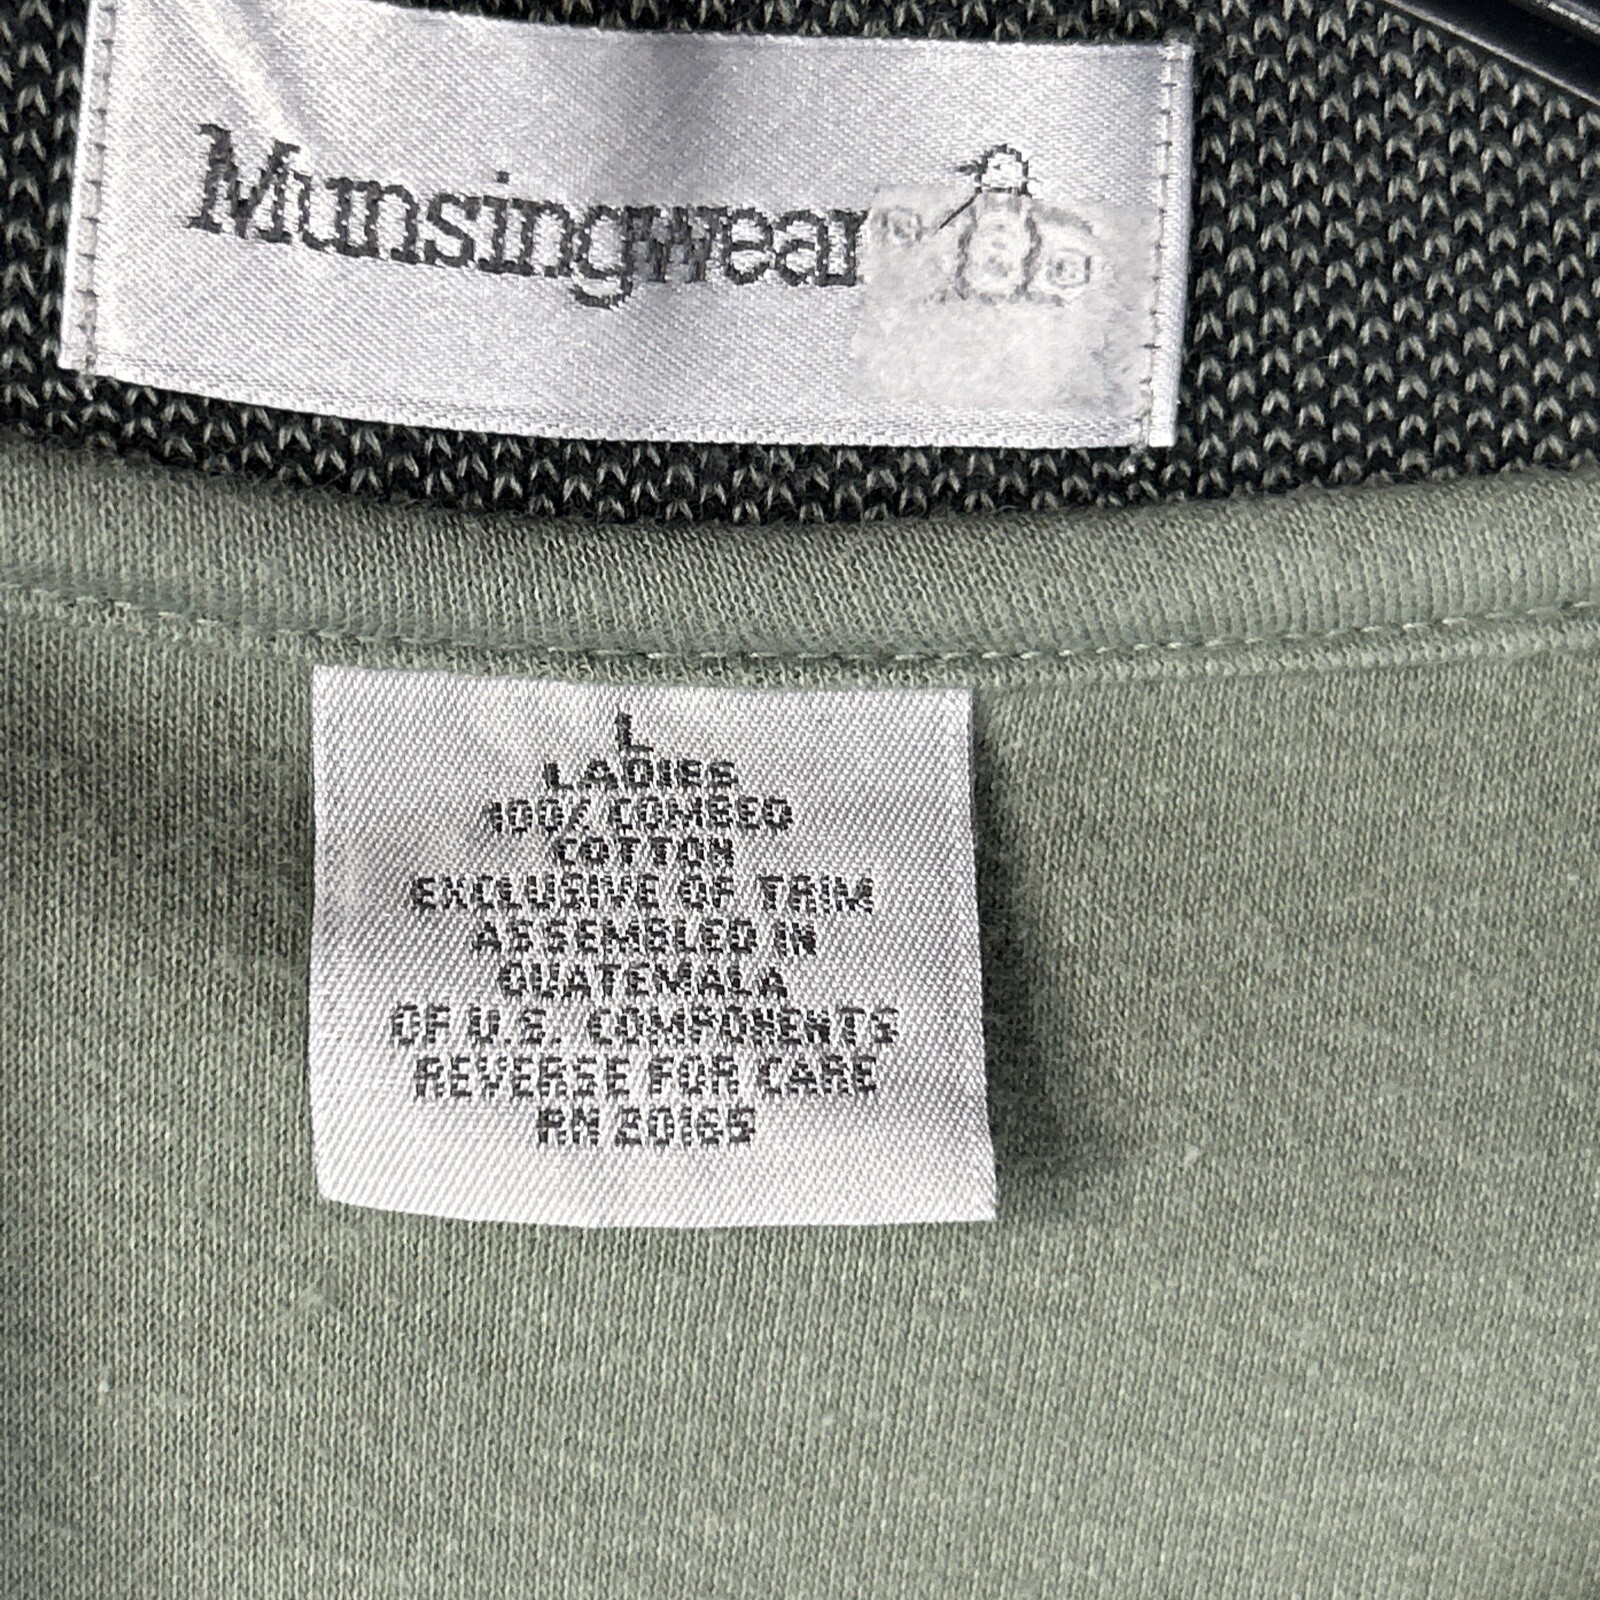 Munsingwear
L
LADIES
100% COMBED
COTTON
EXCLUSIVE OF TRIM
ASSEMBLED IN
GUATEMALA
OF U.S. COMPONENTS
REVERSE FOR CARE
RN 20165